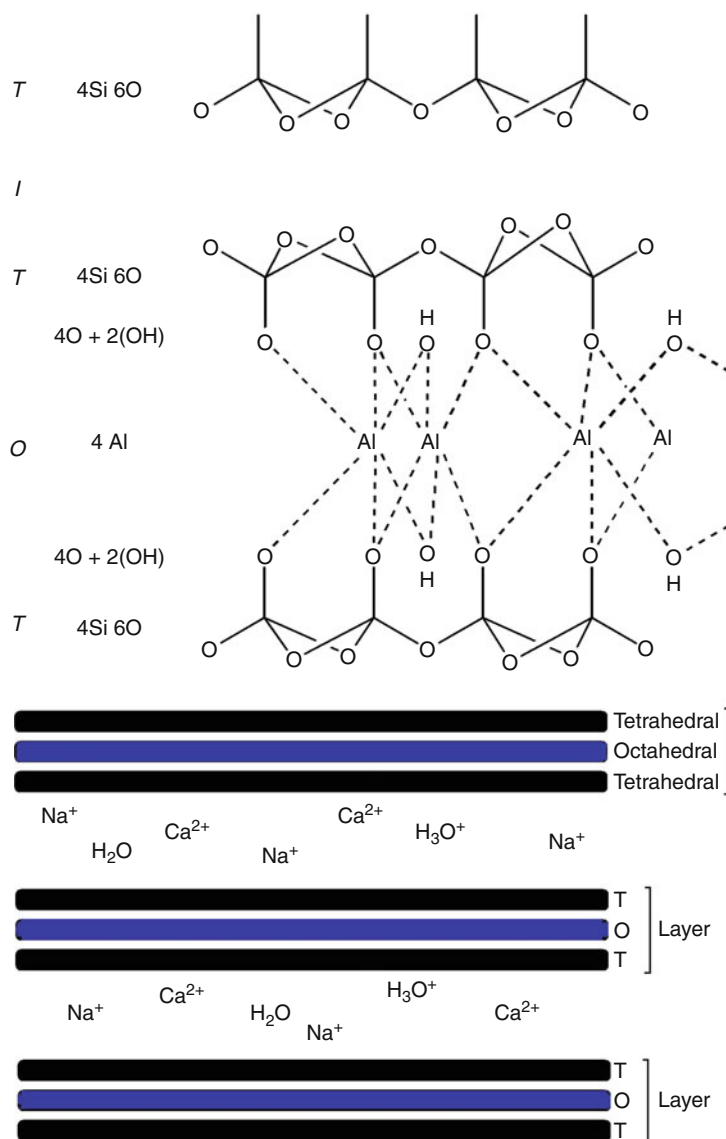 T 4Si 6O O O O O O O O
I
O O O O O O O
T 4Si 6O
H H
4O + 2(OH) O O O O O O
O 4 Al Al Al Al Al
4O + 2(OH) O O O O O O
H H
T 4Si 6O O O O O O O O
Tetrahedral
Octahedral
Tetrahedral
Na⁺ Ca²⁺ Ca²⁺ H₃O⁺ Na⁺
H₂O Na⁺
T
O Layer
T
Ca²⁺ H₃O⁺
Na⁺ H₂O Ca²⁺
Na⁺
T
O Layer
T